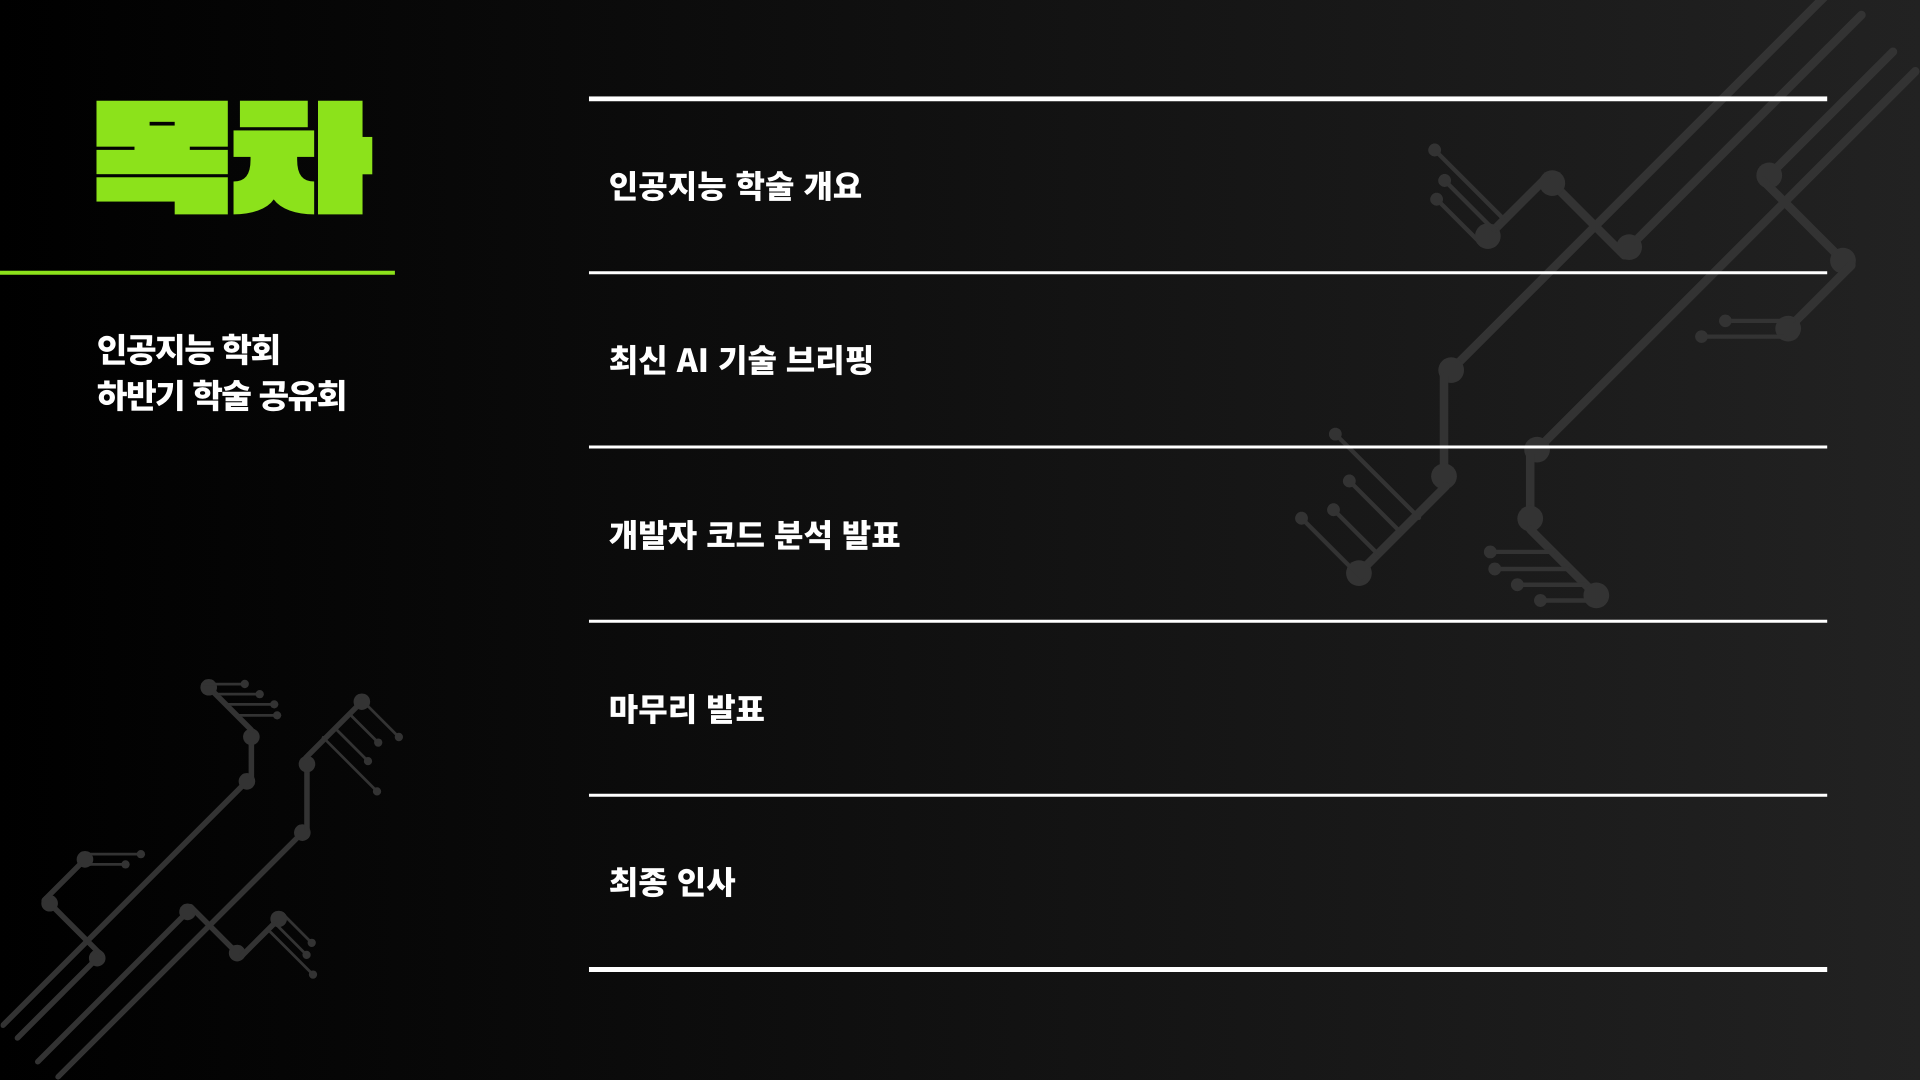 목차
인공지능 학회
하반기 학술 공유회
인공지능 학술 개요
최신 AI 기술 브리핑
개발자 코드 분석 발표
마무리 발표
최종 인사